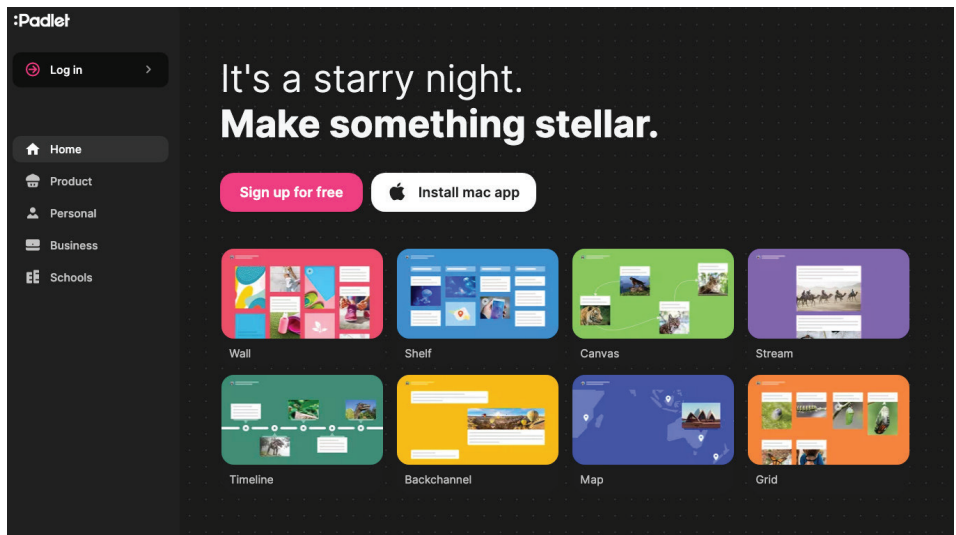 :Padlet
Log in
Home
Product
Personal
Business
Schools
It's a starry night.
Make something stellar.
Sign up for free
Install mac app
Wall
Shelf
Canvas
Stream
Timeline
Backchannel
Map
Grid